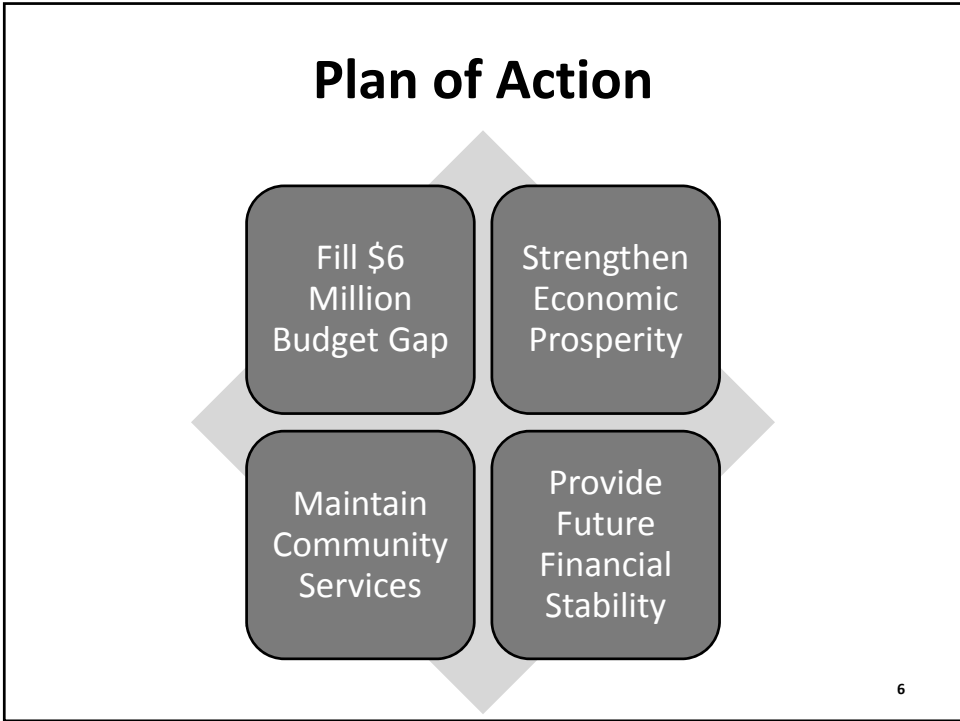 Plan of Action
Fill $6
Million
Budget Gap
Strengthen
Economic
Prosperity
Maintain
Community
Services
Provide
Future
Financial
Stability
6